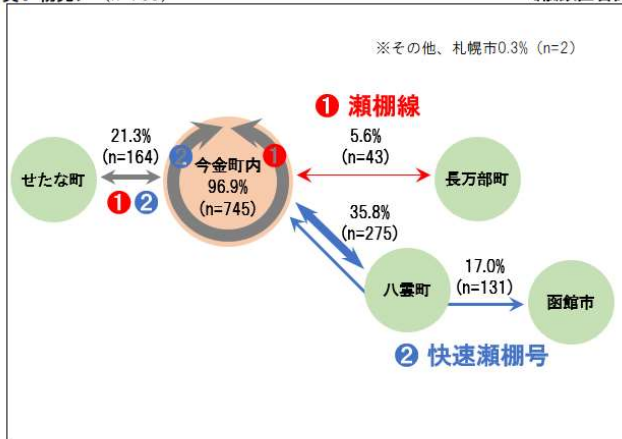 ※その他、札幌市0.3%（n=2）
❶ 瀬棚線
21.3%
(n=164)
❷
❶
5.6%
(n=43)
せたな町
今金町内
96.9%
(n=745)
長万部町
❶ ❷
35.8%
(n=275)
八雲町
17.0%
(n=131)
函館市
❷ 快速瀬棚号